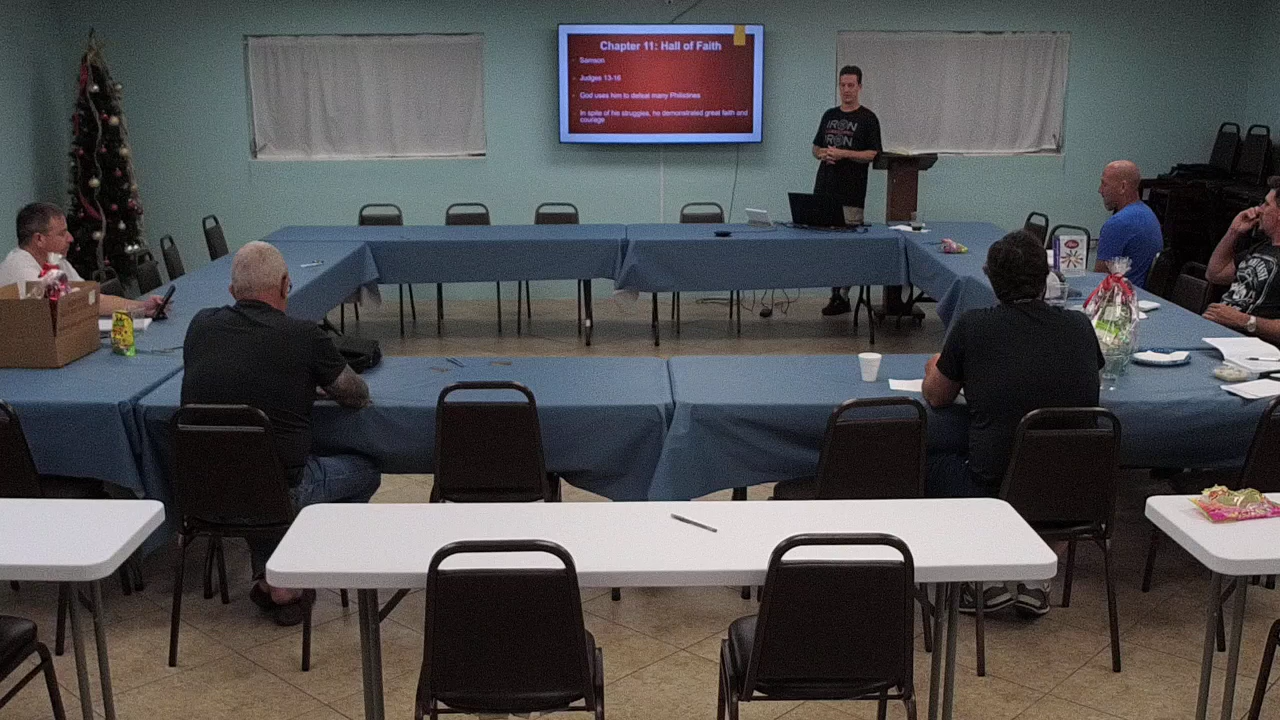 Chapter 11: Hall of Faith
Samson
Judges 13-16
God uses him to defeat many Philistines
In spite of his struggles, he demonstrated great faith and
courage
IRON
IRON